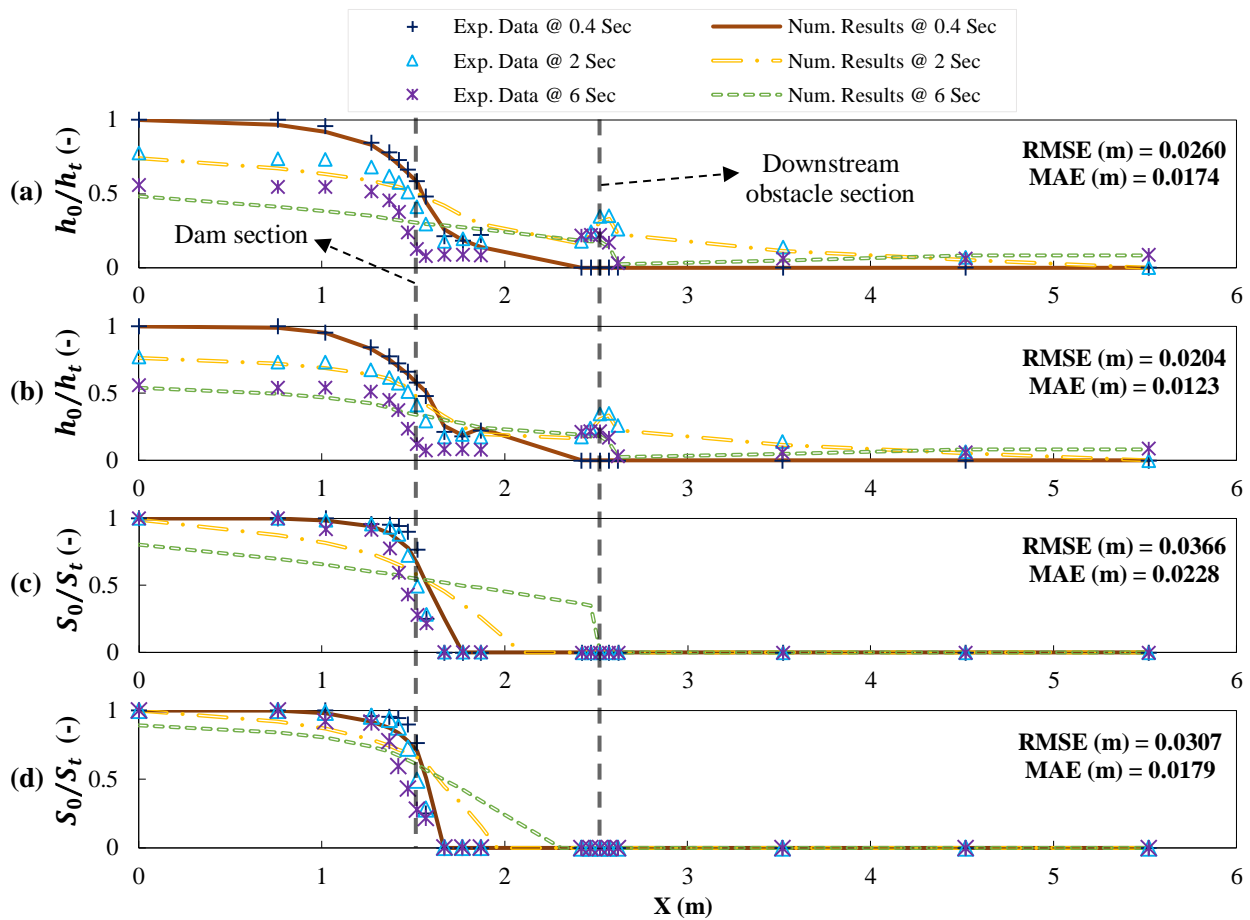 Exp. Data @ 0.4 Sec Num. Results @ 0.4 Sec
Exp. Data @ 2 Sec Num. Results @ 2 Sec
Exp. Data @ 6 Sec Num. Results @ 6 Sec
(a)
h0/ht (-)
1
0.5
0
RMSE (m) = 0.0260
MAE (m) = 0.0174
Downstream
obstacle section
Dam section
0 1 2 3 4 5 6
(b)
h0/ht (-)
1
0.5
0
RMSE (m) = 0.0204
MAE (m) = 0.0123
0 1 2 3 4 5 6
(c)
S0/St (-)
1
0.5
0
RMSE (m) = 0.0366
MAE (m) = 0.0228
0 1 2 3 4 5 6
(d)
S0/St (-)
1
0.5
0
RMSE (m) = 0.0307
MAE (m) = 0.0179
0 1 2 3 4 5 6
X (m)